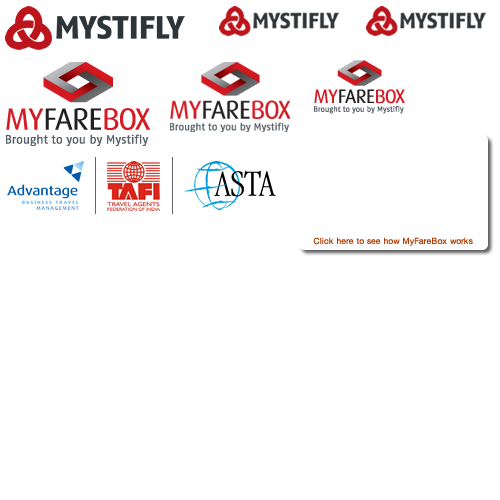 MYSTIFLY
MYSTIFLY
MYSTIFLY
MYFAREBOX
Brought to you by Mystifly
MYFAREBOX
Brought to you by Mystifly
MYFAREBOX
Brought to you by Mystifly
Advantage
BUSINESS TRAVEL
MANAGEMENT
TAFI
TRAVEL AGENTS
FEDERATION OF INDIA
ASTA
Click here to see how MyFareBox works